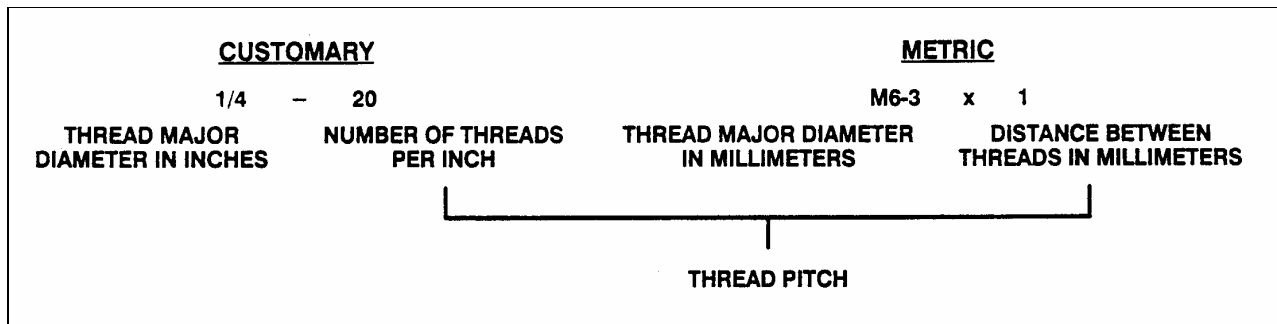 CUSTOMARY
1/4 – 20
THREAD MAJOR
DIAMETER IN INCHES
NUMBER OF THREADS
PER INCH
METRIC
M6-3 x 1
THREAD MAJOR DIAMETER
IN MILLIMETERS
DISTANCE BETWEEN
THREADS IN MILLIMETERS
THREAD PITCH